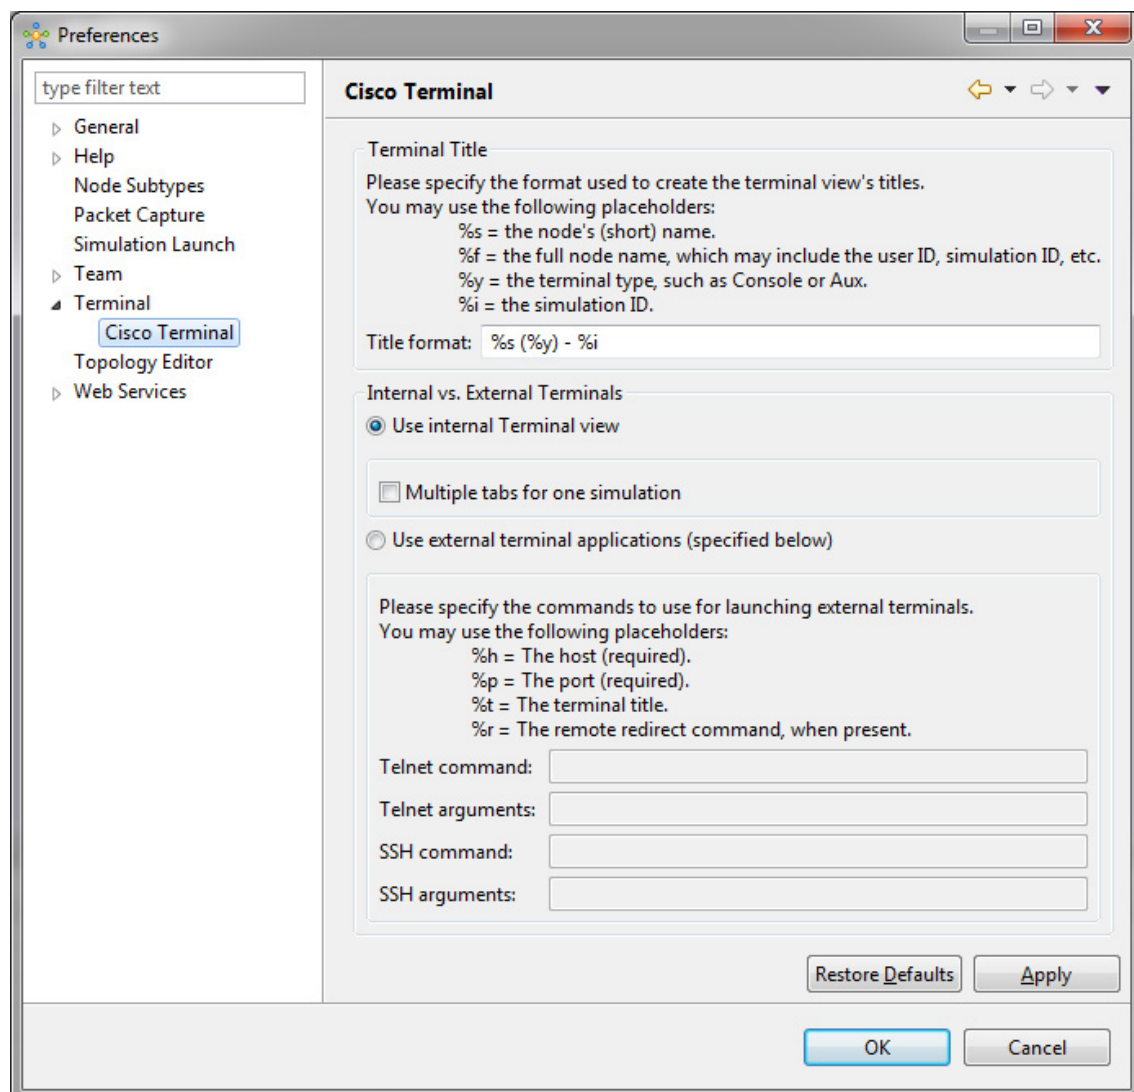 Preferences
type filter text
General
Help
Node Subtypes
Packet Capture
Simulation Launch
Team
Terminal
Cisco Terminal
Topology Editor
Web Services
Cisco Terminal
Terminal Title
Please specify the format used to create the terminal view's titles.
You may use the following placeholders:
%s = the node's (short) name.
%f = the full node name, which may include the user ID, simulation ID, etc.
%y = the terminal type, such as Console or Aux.
%i = the simulation ID.
Title format: %s (%y) - %i
Internal vs. External Terminals
Use internal Terminal view
Multiple tabs for one simulation
Use external terminal applications (specified below)
Please specify the commands to use for launching external terminals.
You may use the following placeholders:
%h = The host (required).
%p = The port (required).
%t = The terminal title.
%r = The remote redirect command, when present.
Telnet command:
Telnet arguments:
SSH command:
SSH arguments:
Restore Defaults Apply
OK Cancel